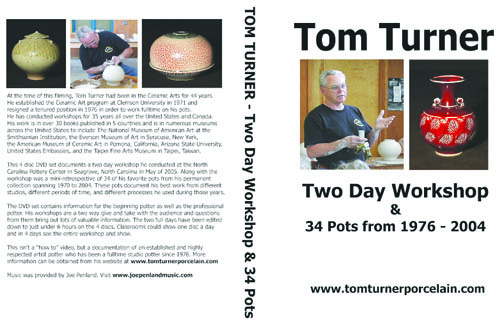 At the time of this filming, Tom Turner had been in the Ceramic Arts for 44 years.
He established the Ceramic Art program at Clemson University in 1971 and
resigned a tenured position in 1976 in order to work fulltime on his pots.
He has conducted workshops for 35 years all over the United States and Canada.
His work is in over 30 books published in 5 countries and is in numerous museums
across the United States to include The National Museum of American Art at the
Smithsonian Institute, the Everson Museum of Art in Syracuse, New York,
the American Museum of Ceramic Art in Pomona, California, Arizona State University,
United States Embassies, and the Taipei Fine Arts Museum in Taipei, Taiwan.
This 4 disc DVD set documents a two day workshop he conducted at the North
Carolina Pottery Center in Seagrove, North Carolina in May of 2005. Along with the
workshop was a mini-retrospective of 34 of his favorite pots from his permanent
collection spanning 1970 to 2004. These pots document his best work from different
studios, different periods of time, and different processes he used during those years.
The DVD set contains information for the beginning potter as well as the professional
potter. His workshops are a two way give and take with the audience and questions
from them bring out lots of valuable information. The two full days have been edited
down to just under 6 hours on the 4 discs. Classrooms could show one disc a day
and in 4 days see the entire workshop and show.
This isn't a "how to" video, but a documentation of an established and highly
respected artist potter who has been a fulltime studio potter since 1976. More
information can be obtained from his website at www.tomturnerporcelain.com
Music was provided by Joe Penland. Visit www.joepenlandmusic.com
TOM TURNER - Two Day Workshop & 34 Pots
Tom Turner
Two Day Workshop
&
34 Pots from 1976 - 2004
www.tomturnerporcelain.com